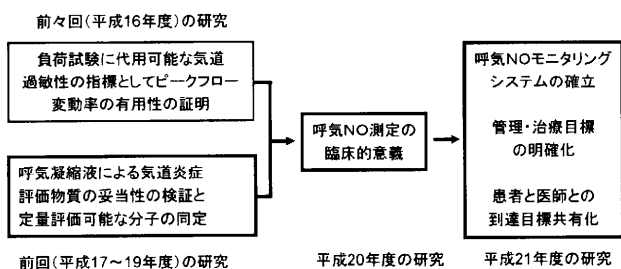 前々回(平成16年度)の研究
負荷試験に代用可能な気道
過敏性の指標としてピークフロー
変動率の有用性の証明
呼気凝縮液による気道炎症
評価物質の妥当性の検証と
定量評価可能な分子の同定
前回(平成17～19年度)の研究
呼気NO測定の
臨床的意義
平成20年度の研究
呼気NOモニタリング
システムの確立
管理・治療目標
の明確化
患者と医師との
到達目標共有化
平成21年度の研究